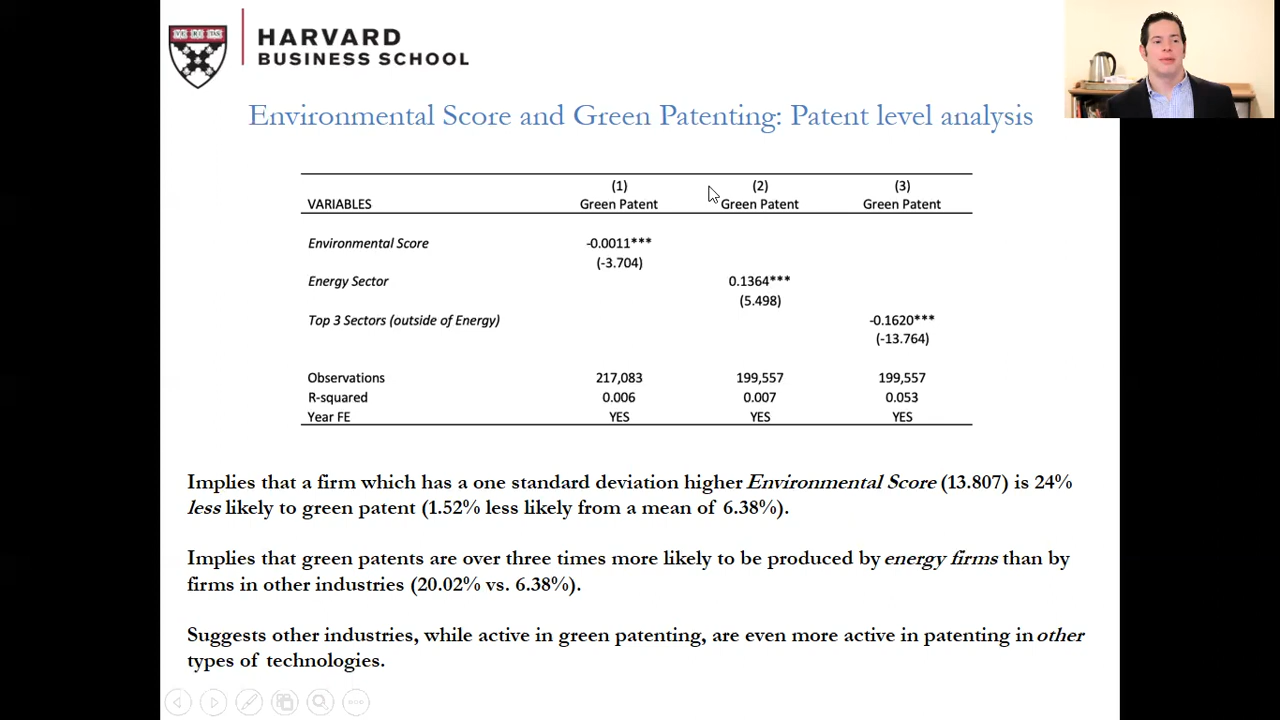 HARVARD
BUSINESS SCHOOL
Environmental Score and Green Patenting: Patent level analysis
(1) (2) (3)
VARIABLES Green Patent Green Patent Green Patent
Environmental Score -0.0011***
(-3.704)
Energy Sector 0.1364***
(5.498)
Top 3 Sectors (outside of Energy) -0.1620***
(-13.764)
Observations 217,083 199,557 199,557
R-squared 0.006 0.007 0.053
Year FE YES YES YES
Implies that a firm which has a one standard deviation higher Environmental Score (13.807) is 24%
less likely to green patent (1.52% less likely from a mean of 6.38%).
Implies that green patents are over three times more likely to be produced by energy firms than by
firms in other industries (20.02% vs. 6.38%).
Suggests other industries, while active in green patenting, are even more active in patenting in other
types of technologies.